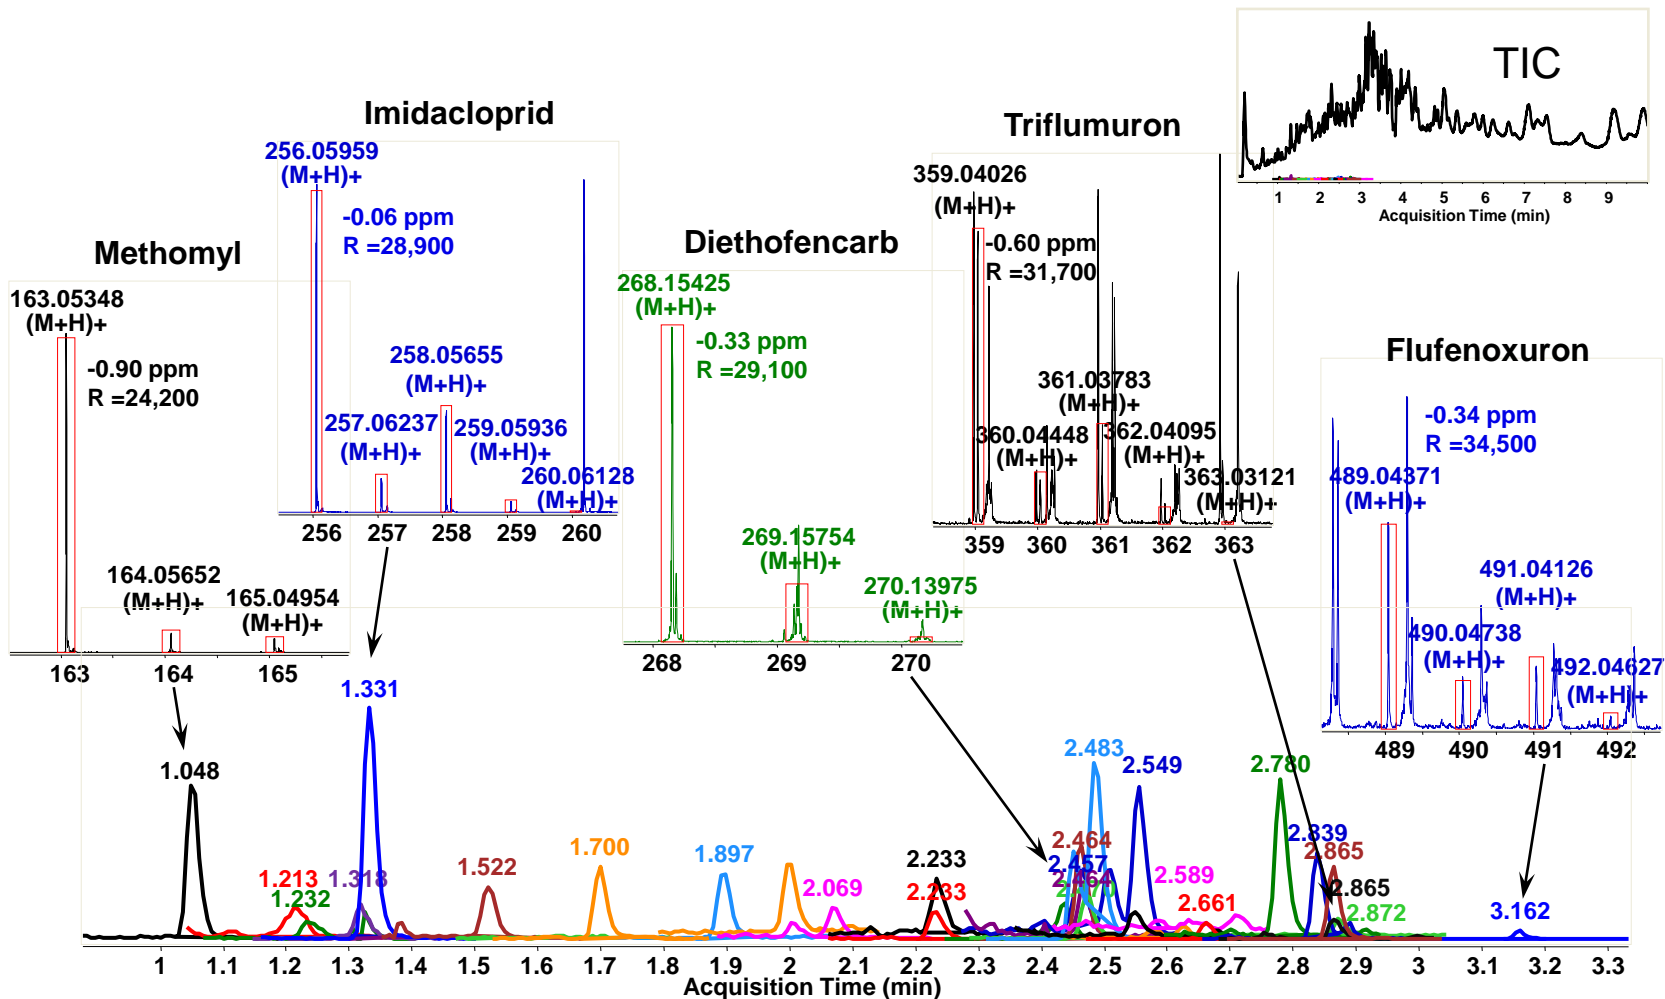 TIC
1 2 3 4 5 6 7 8 9
Acquisition Time (min)
Methomyl
163.05348
(M+H)+
-0.90 ppm
R =24,200
164.05652
(M+H)+
165.04954
(M+H)+
163 164 165
Imidacloprid
256.05959
(M+H)+
-0.06 ppm
R =28,900
257.06237
(M+H)+
258.05655
(M+H)+
259.05936
(M+H)+
260.06128
(M+H)+
256 257 258 259 260
Diethofencarb
268.15425
(M+H)+
-0.33 ppm
R =29,100
269.15754
(M+H)+
270.13975
(M+H)+
268 269 270
Triflumuron
359.04026
(M+H)+
-0.60 ppm
R =31,700
360.04448
(M+H)+
361.03783
(M+H)+
362.04095
(M+H)+
363.03121
(M+H)+
359 360 361 362 363
Flufenoxuron
-0.34 ppm
R =34,500
489.04371
(M+H)+
490.04738
(M+H)+
491.04126
(M+H)+
492.04627
(M+H)+
489 490 491 492
1.048
1.213
1.232
1.318
1.331
1.522
1.700
1.897
2.069
2.233
2.233
2.483
2.464
2.457
2.464
2.549
2.589
2.661
2.780
2.839
2.865
2.865
2.872
3.162
1 1.1 1.2 1.3 1.4 1.5 1.6 1.7 1.8 1.9 2 2.1 2.2 2.3 2.4 2.5 2.6 2.7 2.8 2.9 3 3.1 3.2 3.3
Acquisition Time (min)